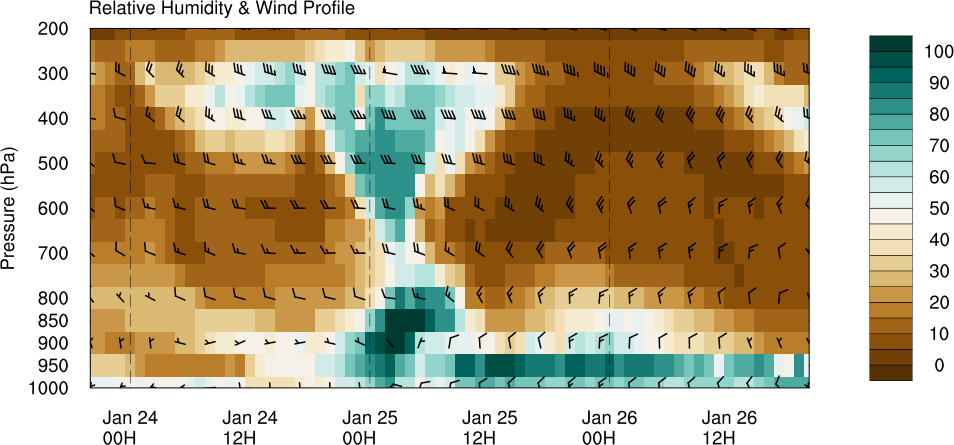 Relative Humidity & Wind Profile
Pressure (hPa)
200
300
400
500
600
700
800
850
900
950
1000
Jan 24
00H
Jan 24
12H
Jan 25
00H
Jan 25
12H
Jan 26
00H
Jan 26
12H
100
90
80
70
60
50
40
30
20
10
0